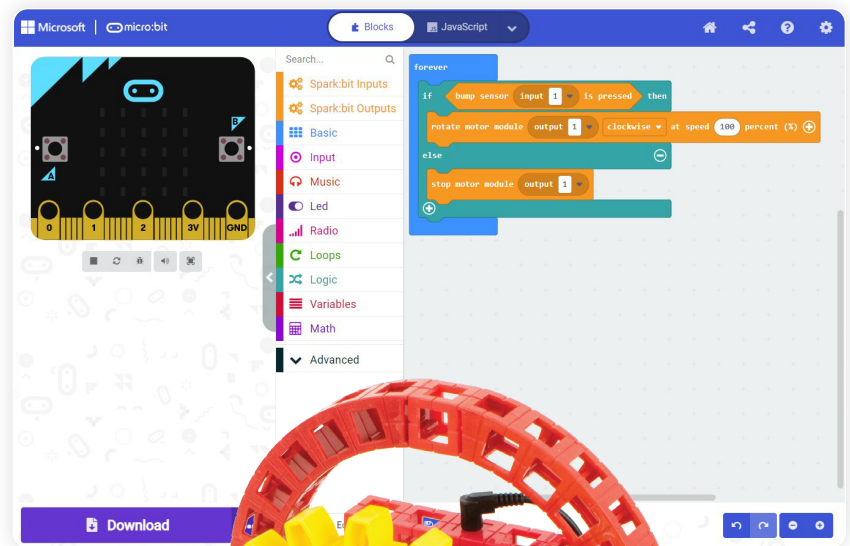 Microsoft | micro:bit
Blocks
JavaScript
A
B
0 1 2 3V GND
Search...
Spark:bit Inputs
Spark:bit Outputs
Basic
Input
Music
Led
Radio
Loops
Logic
Variables
Math
Advanced
forever
if bump sensor input 1 is pressed then
rotate motor module output 1 clockwise at speed 100 percent (%)
else
stop motor module output 1
Download